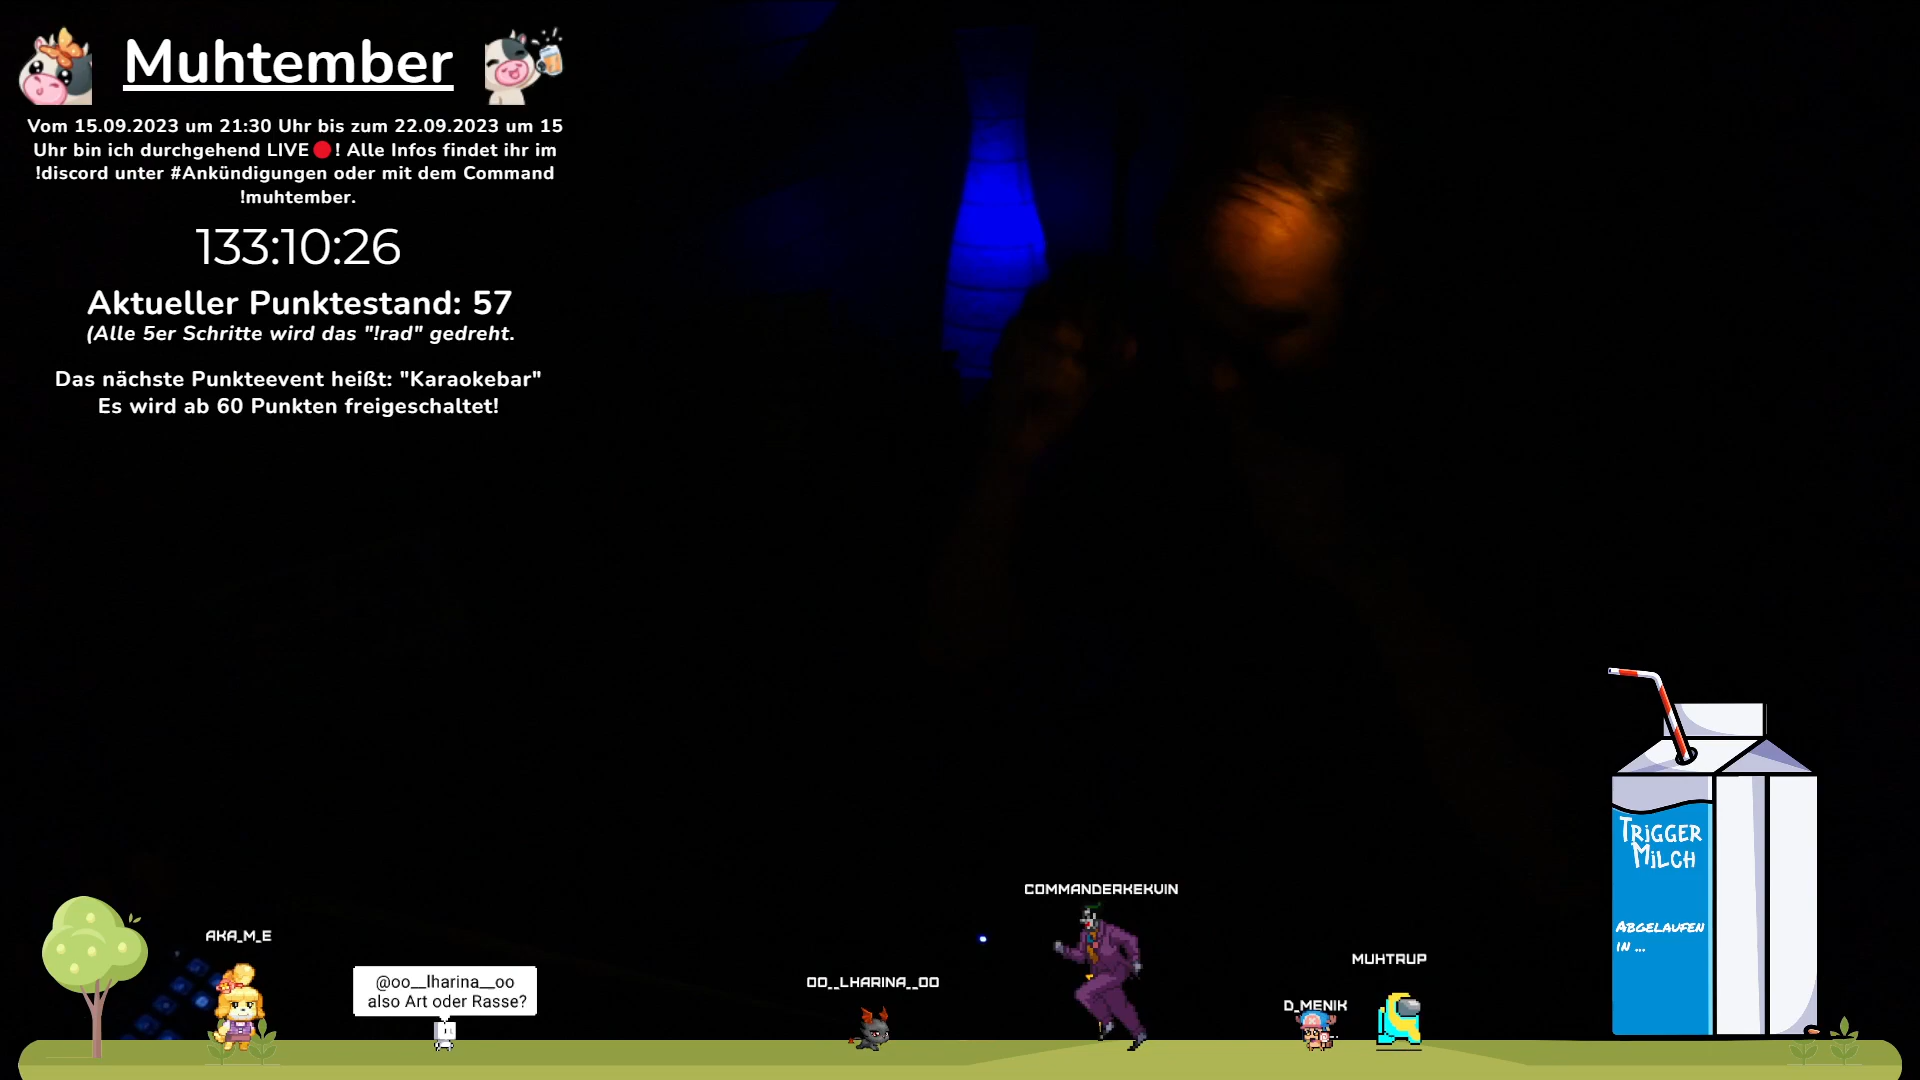 Muhtember
Vom 15.09.2023 um 21:30 Uhr bis zum 22.09.2023 um 15
Uhr bin ich durchgehend LIVE🔴! Alle Infos findet ihr im
!discord unter #Ankündigungen oder mit dem Command
!muhtember.
133:10:26
Aktueller Punktestand: 57
(Alle 5er Schritte wird das "!rad" gedreht.
Das nächste Punkteevent heißt: "Karaokebar"
Es wird ab 60 Punkten freigeschaltet!
TRIGGER
MILCH
ABGELAUFEN
IN ...
COMMANDERKEKVIN
AKA_M_E
MUHTRUP
@oo__lharina__oo
also Art oder Rasse?
OO__LHARINA__OO
D_MENIK